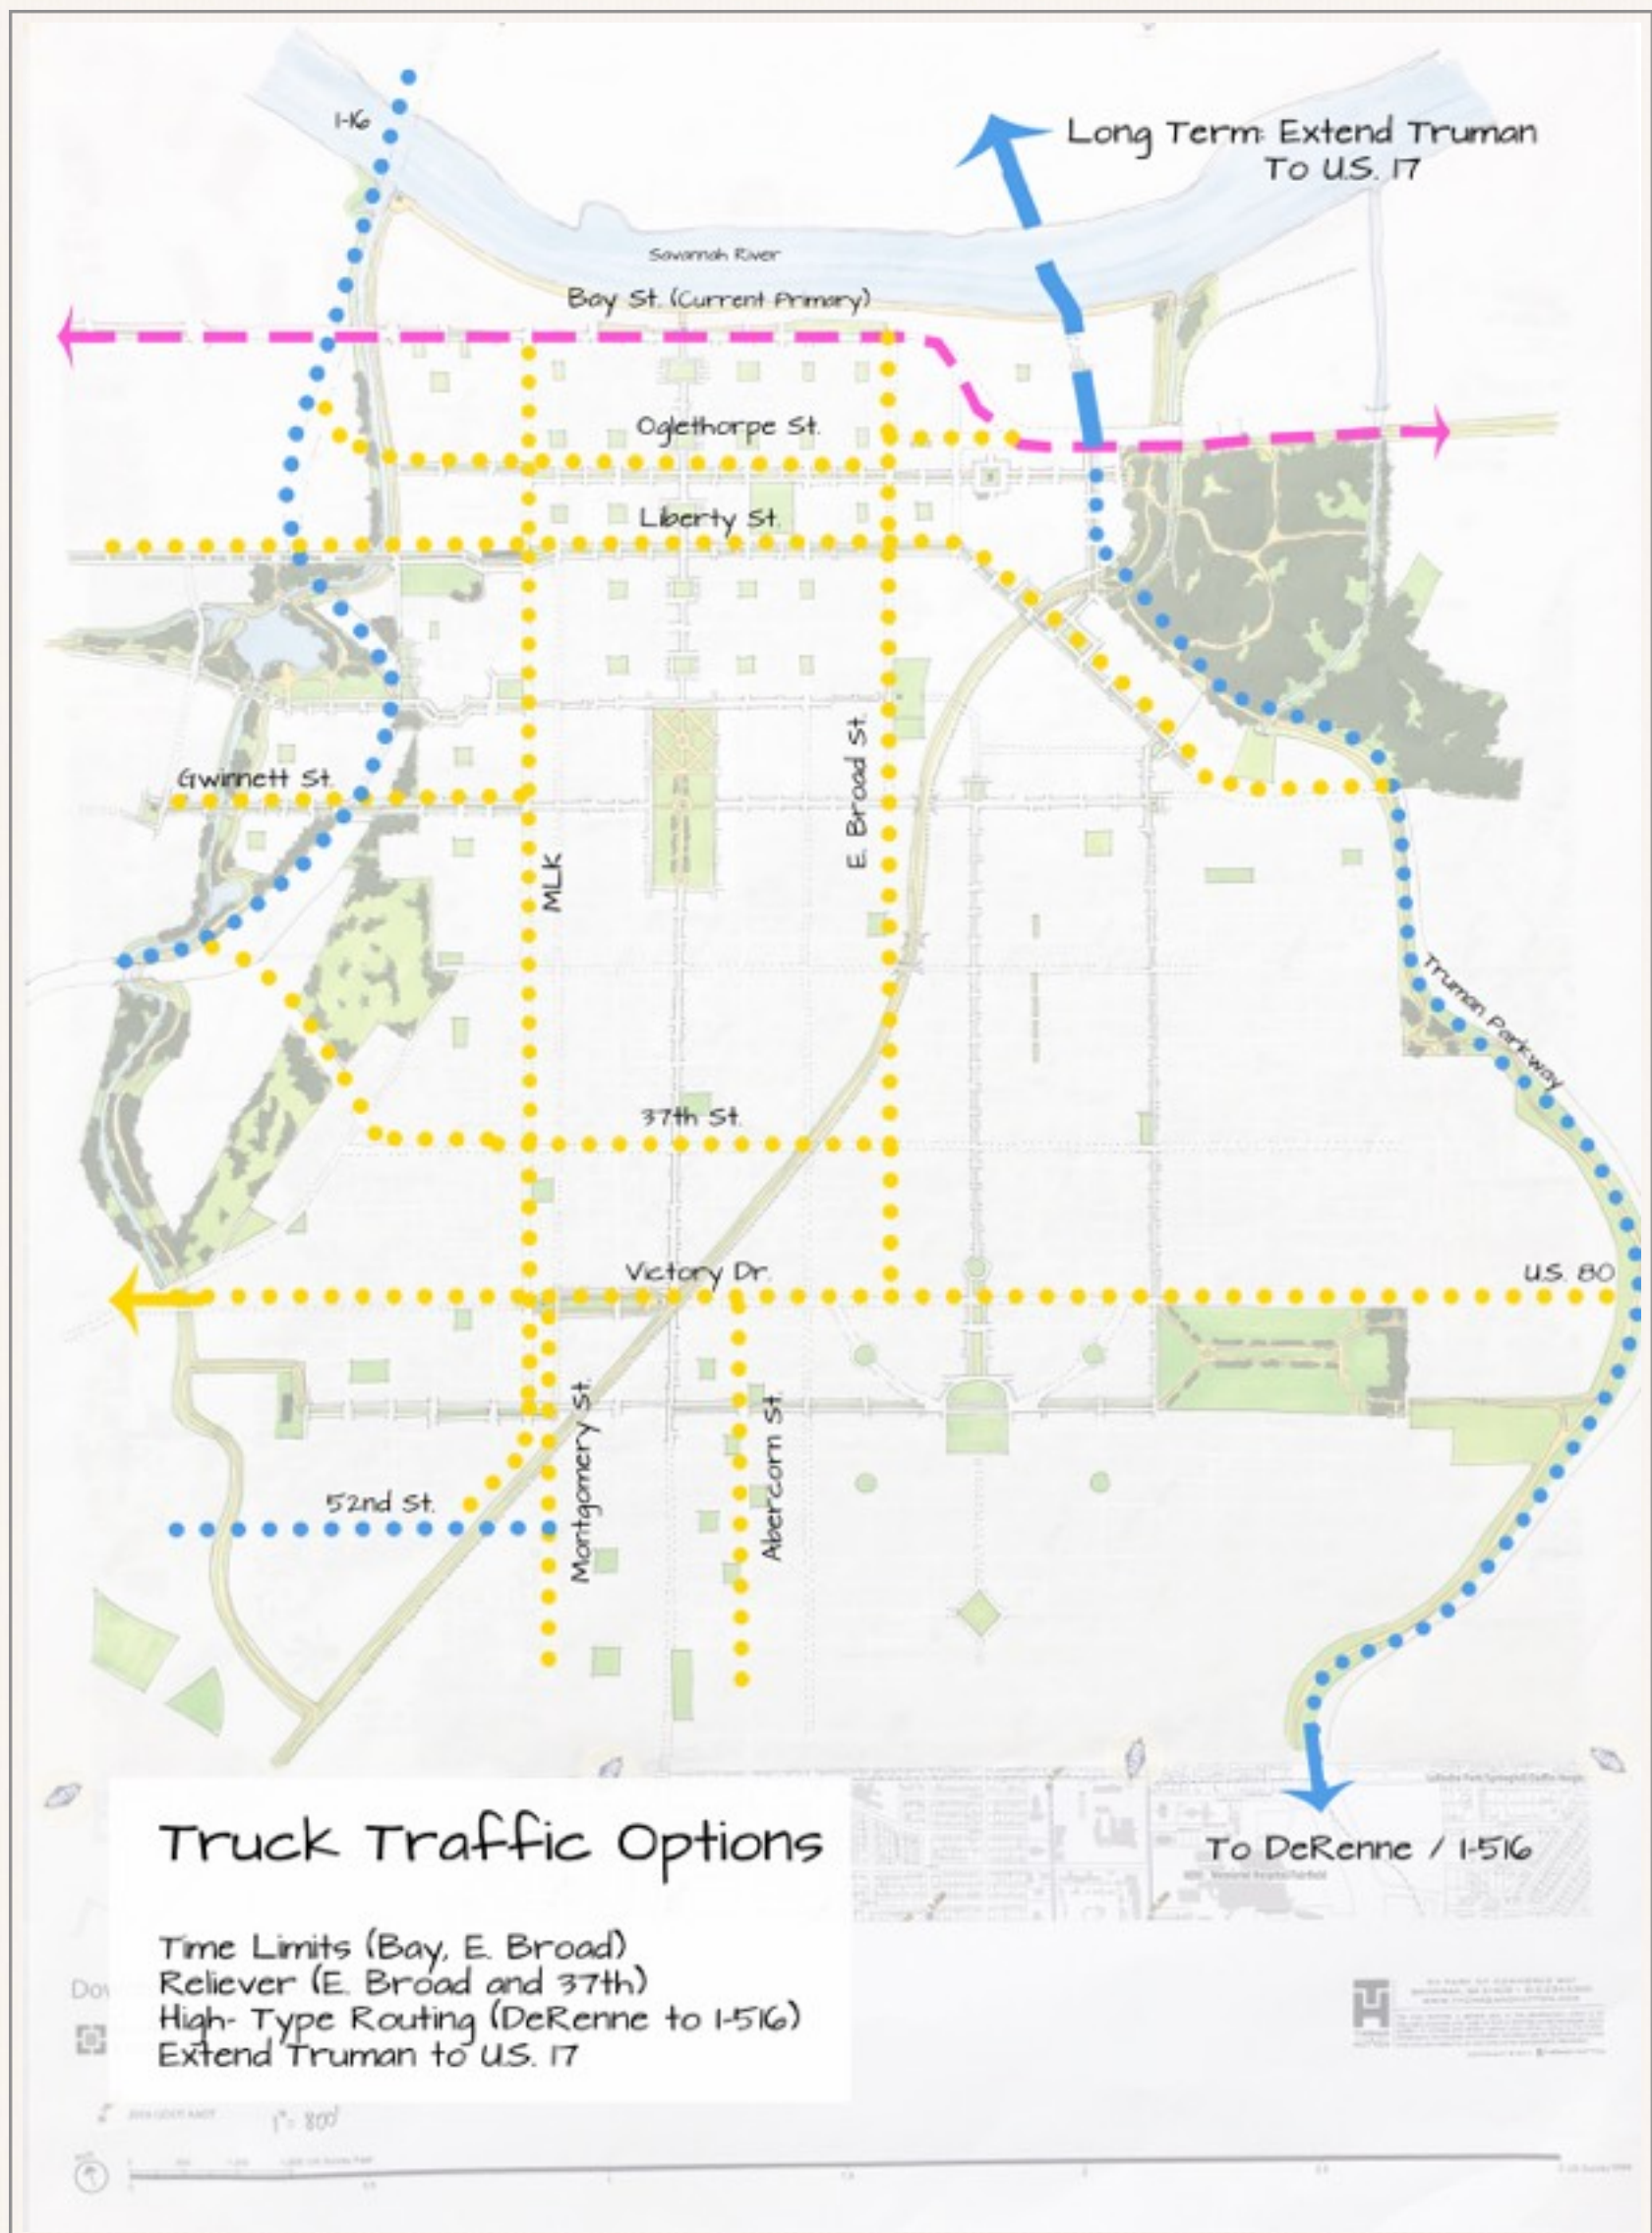 I-16
Long Term: Extend Truman
To U.S. 17
Savannah River
Bay St. (Current Primary)
Oglethorpe St.
Liberty St.
Gwinnett St.
E. Broad St.
MLK
Truman Parkway
37th St.
Victory Dr.
U.S. 80
Montgomery St.
Abercorn St.
52nd St.
Truck Traffic Options
To DeRenne / I-516
Time Limits (Bay, E. Broad)
Reliever (E. Broad and 37th)
High- Type Routing (DeRenne to I-516)
Extend Truman to U.S. 17
1"= 800'